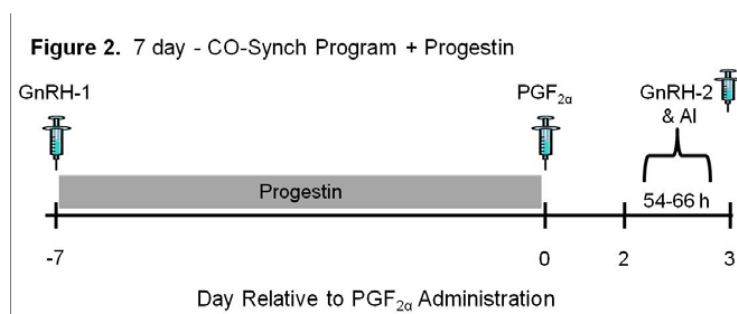 Figure 2. 7 day - CO-Synch Program + Progestin
GnRH-1
PGF2α
GnRH-2
& AI
Progestin
54-66 h
-7
0
2
3
Day Relative to PGF2α Administration